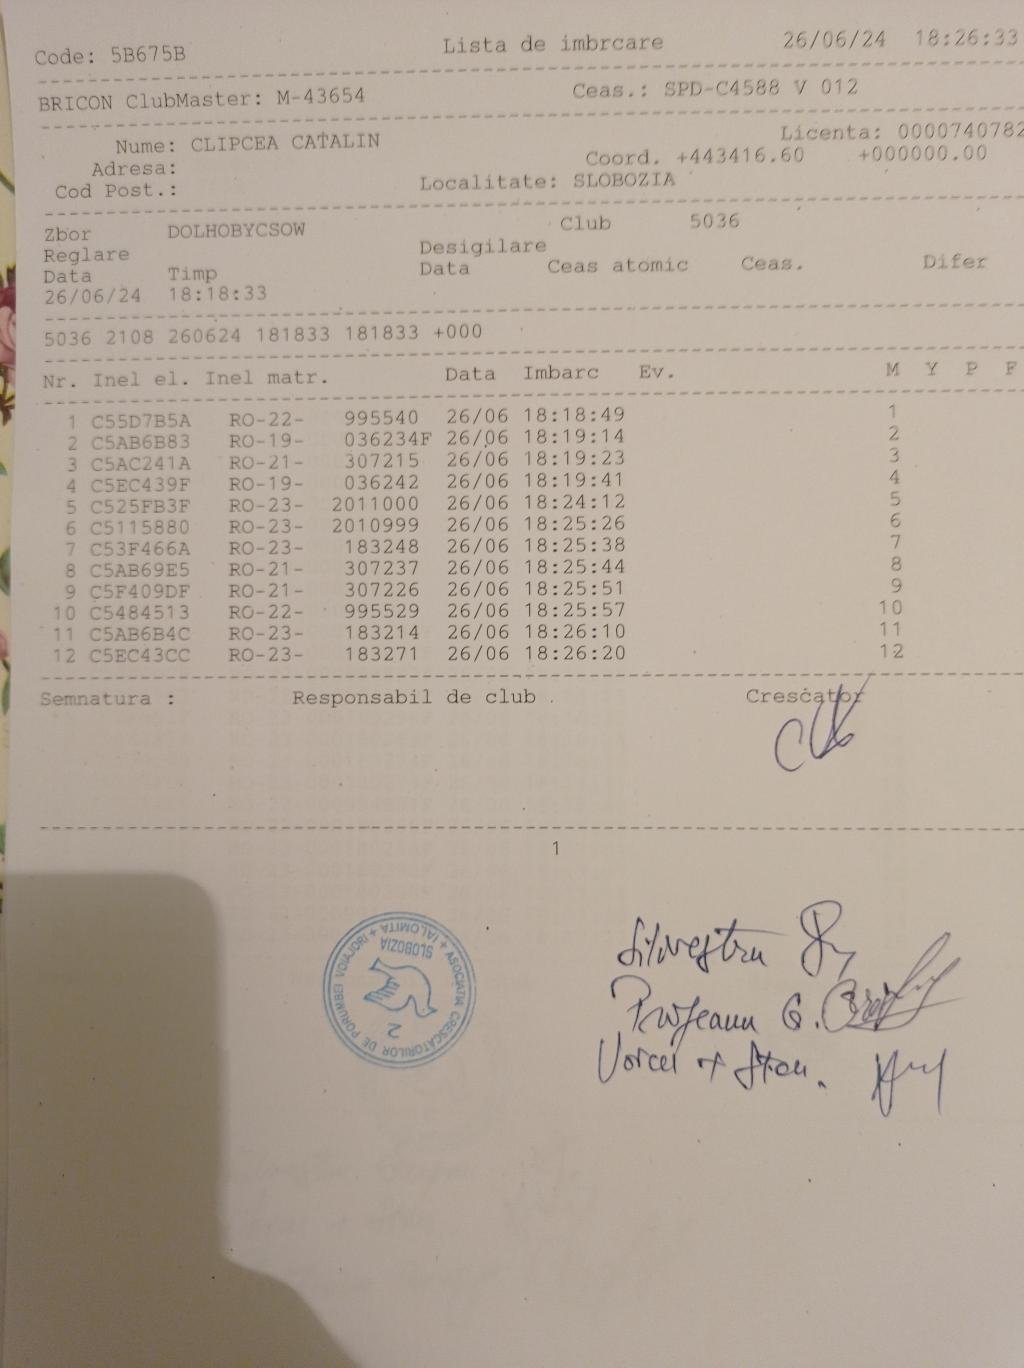 Code: 5B675B Lista de imbrcare 26/06/24 18:26:33
BRICON ClubMaster: M-43654 Ceas.: SPD-C4588 V 012
Nume: CLIPCEA CATALIN Licenta: 0000740782
Adresa: Coord. +443416.60 +000000.00
Cod Post.: Localitate: SLOBOZIA
Zbor DOLHOBYCSOW Club 5036
Reglare Desigilare
Data Timp Data Ceas atomic Ceas. Difer
26/06/24 18:18:33
5036 2108 260624 181833 181833 +000
Nr. Inel el. Inel matr. Data Imbarc Ev. M Y P F
1 C55D7B5A RO-22- 995540 26/06 18:18:49 1
2 C5AB6B83 RO-19- 036234F 26/06 18:19:14 2
3 C5AC241A RO-21- 307215 26/06 18:19:23 3
4 C5EC439F RO-19- 036242 26/06 18:19:41 4
5 C525FB3F RO-23- 2011000 26/06 18:24:12 5
6 C5115880 RO-23- 2010999 26/06 18:25:26 6
7 C53F466A RO-23- 183248 26/06 18:25:38 7
8 C5AB69E5 RO-21- 307237 26/06 18:25:44 8
9 C5F409DF RO-21- 307226 26/06 18:25:51 9
10 C5484513 RO-22- 995529 26/06 18:25:57 10
11 C5AB6B4C RO-23- 183214 26/06 18:26:10 11
12 C5EC43CC RO-23- 183271 26/06 18:26:20 12
Semnatura : Responsabil de club . Crescator
1
ASOCIATIA CRESCATORILOR DE PORUMBEI VOIAJORI + IALOMITA +
SLOBOZIA
2
Silvestru
G.